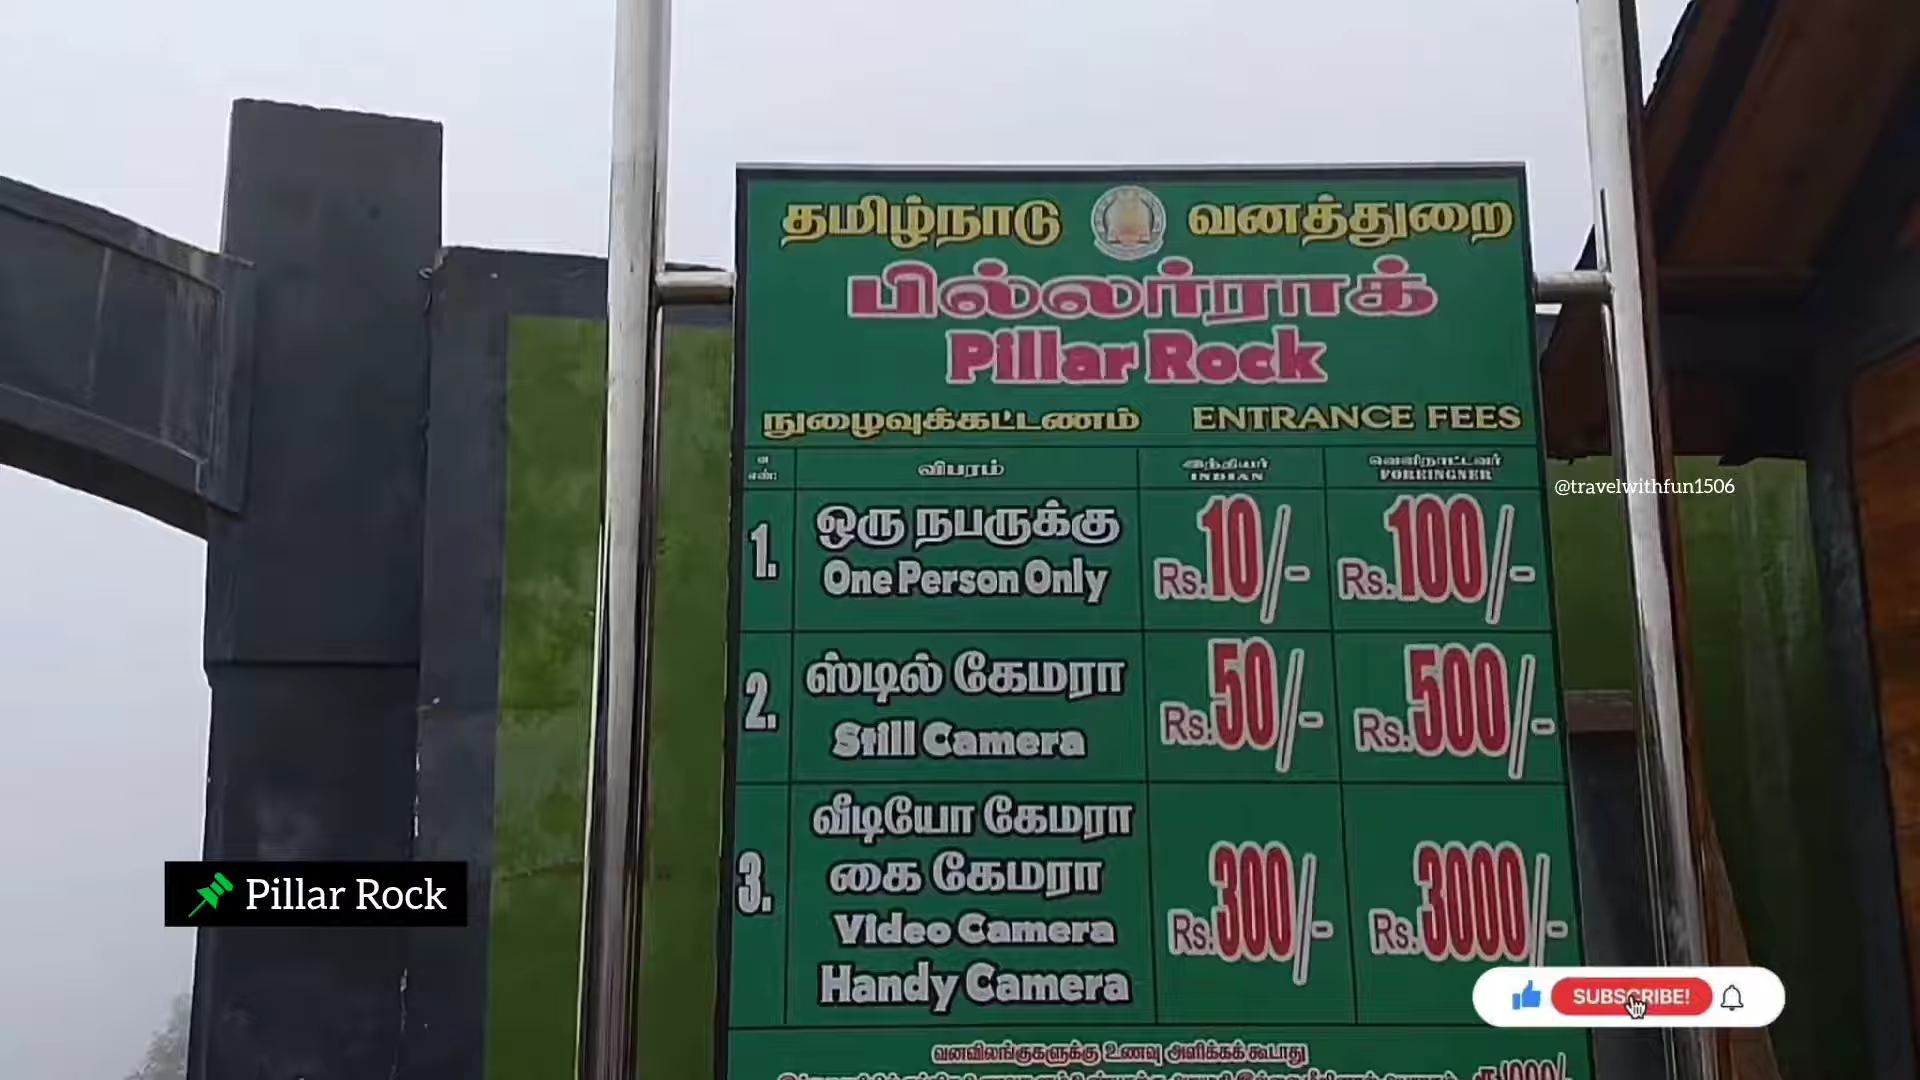 தமிழ்நாடு வனத்துறை
பில்லர்ராக்
Pillar Rock
நுழைவுக்கட்டணம் ENTRANCE FEES
எண்: விபரம் இந்தியர் INDIAN வெளிநாட்டவர் FOREINGNER
1. ஒரு நபருக்கு One Person Only Rs.10/- Rs.100/-
2. ஸ்டில் கேமரா Still Camera Rs.50/- Rs.500/-
3. வீடியோ கேமரா
கை கேமரா
Video Camera
Handy Camera Rs.300/- Rs.3000/-
வனவிலங்குகளுக்கு உணவு அளிக்கக் கூடாது
@travelwithfun1506
Pillar Rock
SUBSCRIBE!